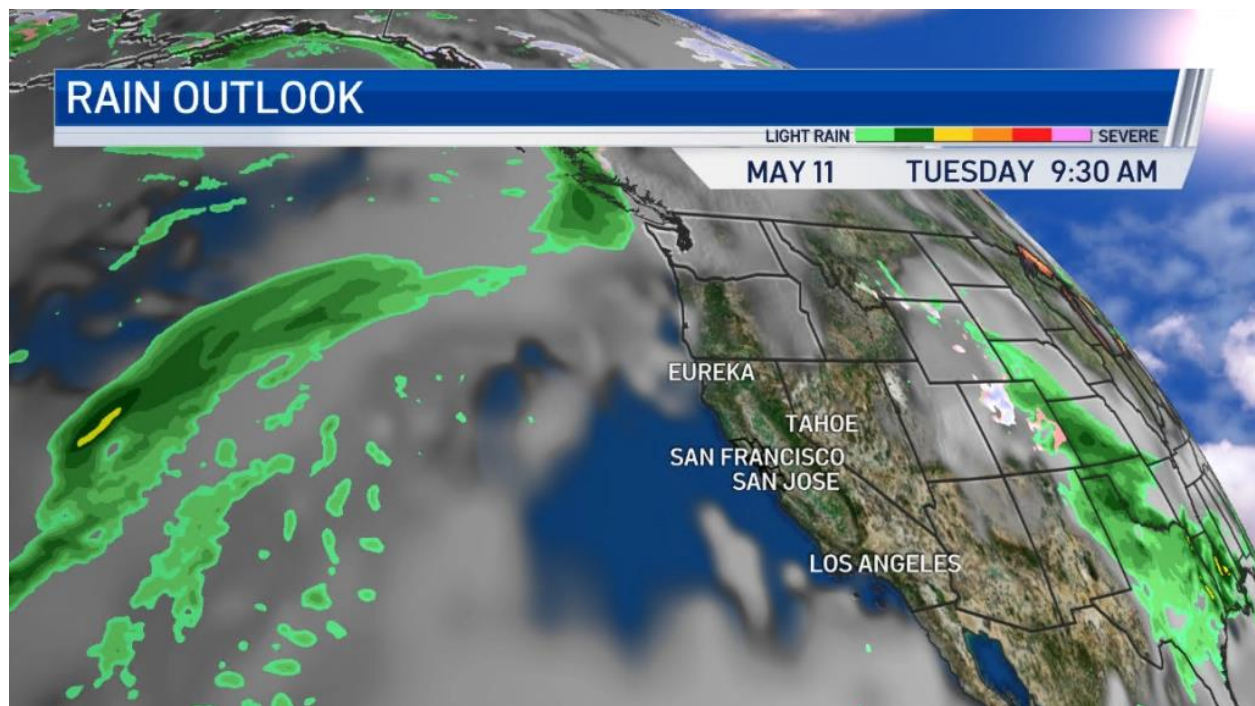 RAIN OUTLOOK
LIGHT RAIN SEVERE
MAY 11 TUESDAY 9:30 AM
EUREKA
TAHOE
SAN FRANCISCO
SAN JOSE
LOS ANGELES